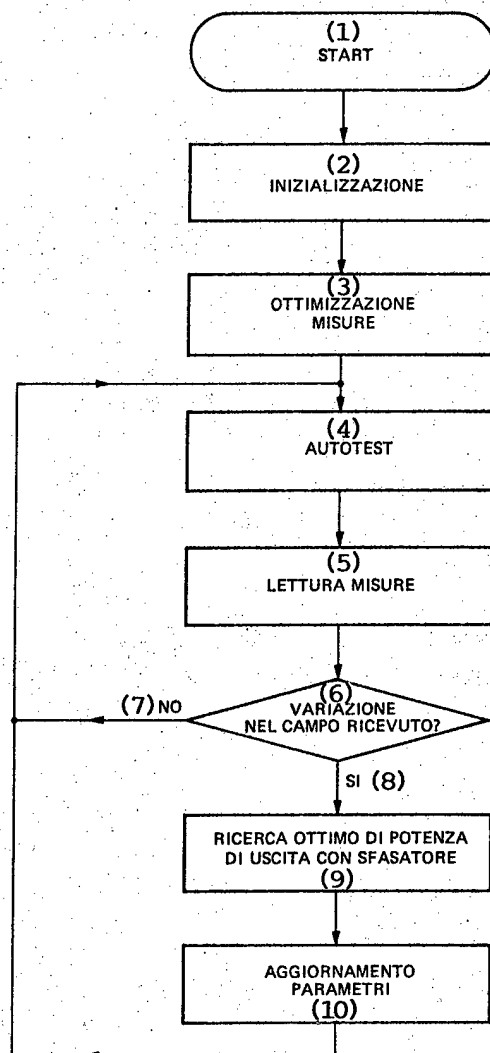 (1)
START
(2)
INIZIALIZZAZIONE
(3)
OTTIMIZZAZIONE
MISURE
(4)
AUTOTEST
(5)
LETTURA MISURE
(6)
VARIAZIONE
NEL CAMPO RICEVUTO?
(7) NO
SI (8)
RICERCA OTTIMO DI POTENZA
DI USCITA CON SFASATORE
(9)
AGGIORNAMENTO
PARAMETRI
(10)